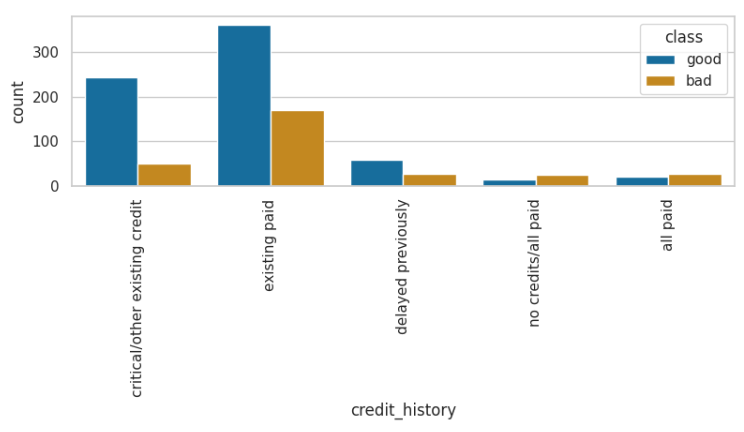 class
good
bad
count
300
200
100
0
critical/other existing credit
existing paid
delayed previously
no credits/all paid
all paid
credit_history